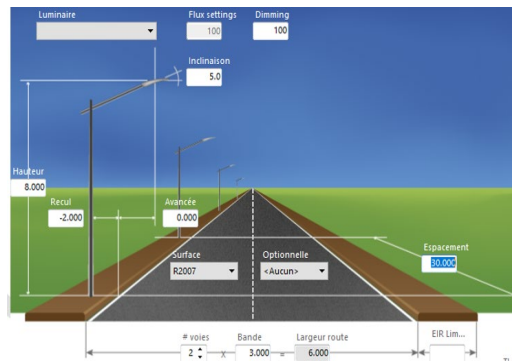 Luminaire Flux settings Dimming
100 100
Inclinaison
5.0
Hauteur
8.000
Recul Avancée
-2.000 0.000
Espacement
30.000
Surface Optionnelle
R2007 <Aucun>
# voies Bande Largeur route EIR Lim...
2 x 3.000 = 6.000